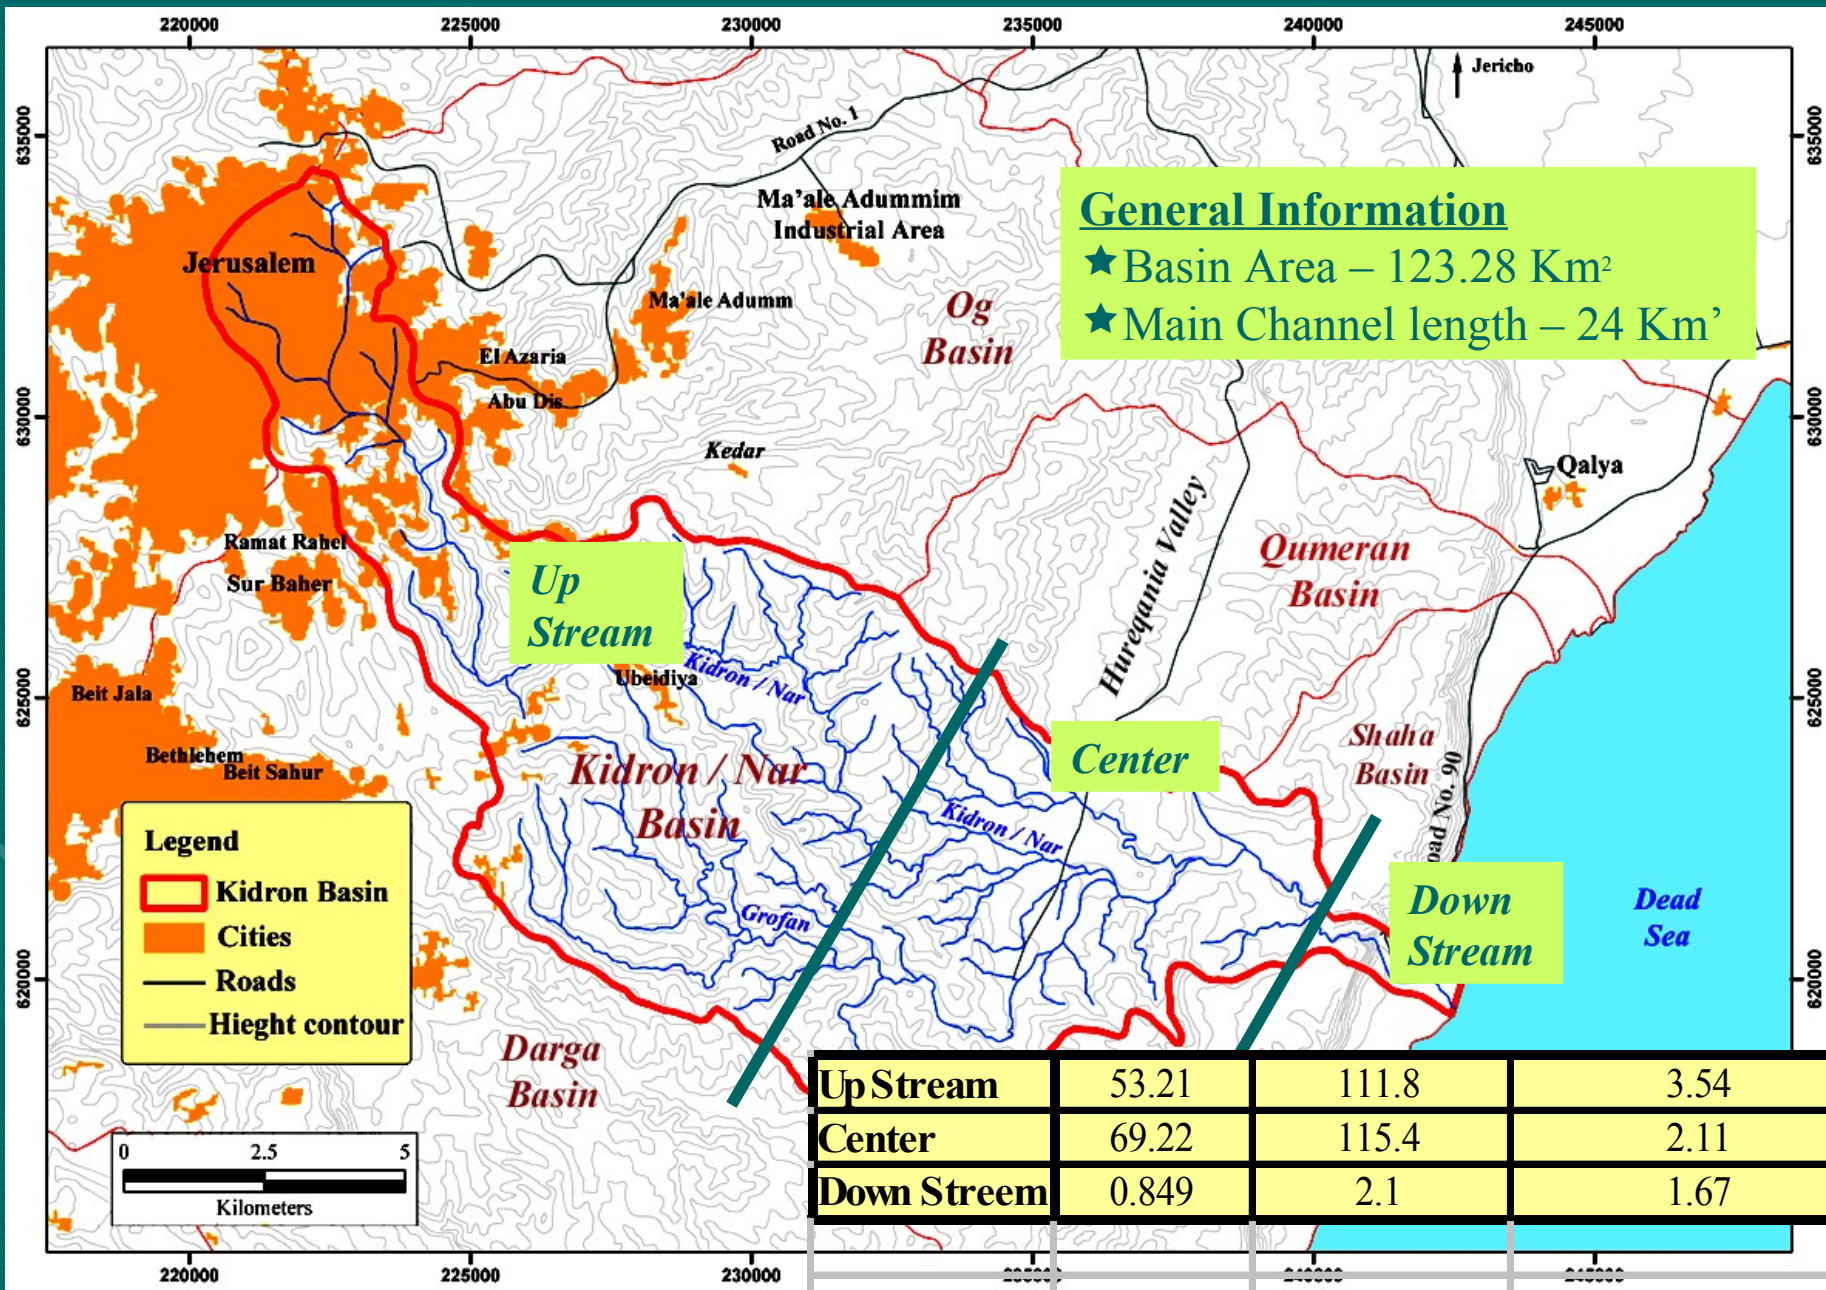 220000 225000 230000 235000 240000 245000
Jericho
635000
635000
Road No. 1
General Information
★Basin Area – 123.28 Km²
★Main Channel length – 24 Km’
Ma'ale Adummim
Industrial Area
Jerusalem
Ma'ale Adumm
Og
Basin
El Azaria
Abu Dis
630000
630000
Kedar
Qalya
Hureqania Valley
Ramat Rahel
Sur Baher
Up
Stream
Qumeran
Basin
Kidron / Nar
Ubeidiya
625000
625000
Beit Jala
Bethlehem
Beit Sahur
Kidron / Nar
Basin
Center
Shaha
Basin
oad No. 90
Kidron / Nar
Legend
Kidron Basin
Cities
Roads
Hieght contour
Grofan
Down
Stream
Dead
Sea
620000
620000
Darga
Basin
Up Stream 53.21 111.8 3.54
Center 69.22 115.4 2.11
Down Streem 0.849 2.1 1.67
0 2.5 5
Kilometers
220000 225000 230000 235000 240000 245000